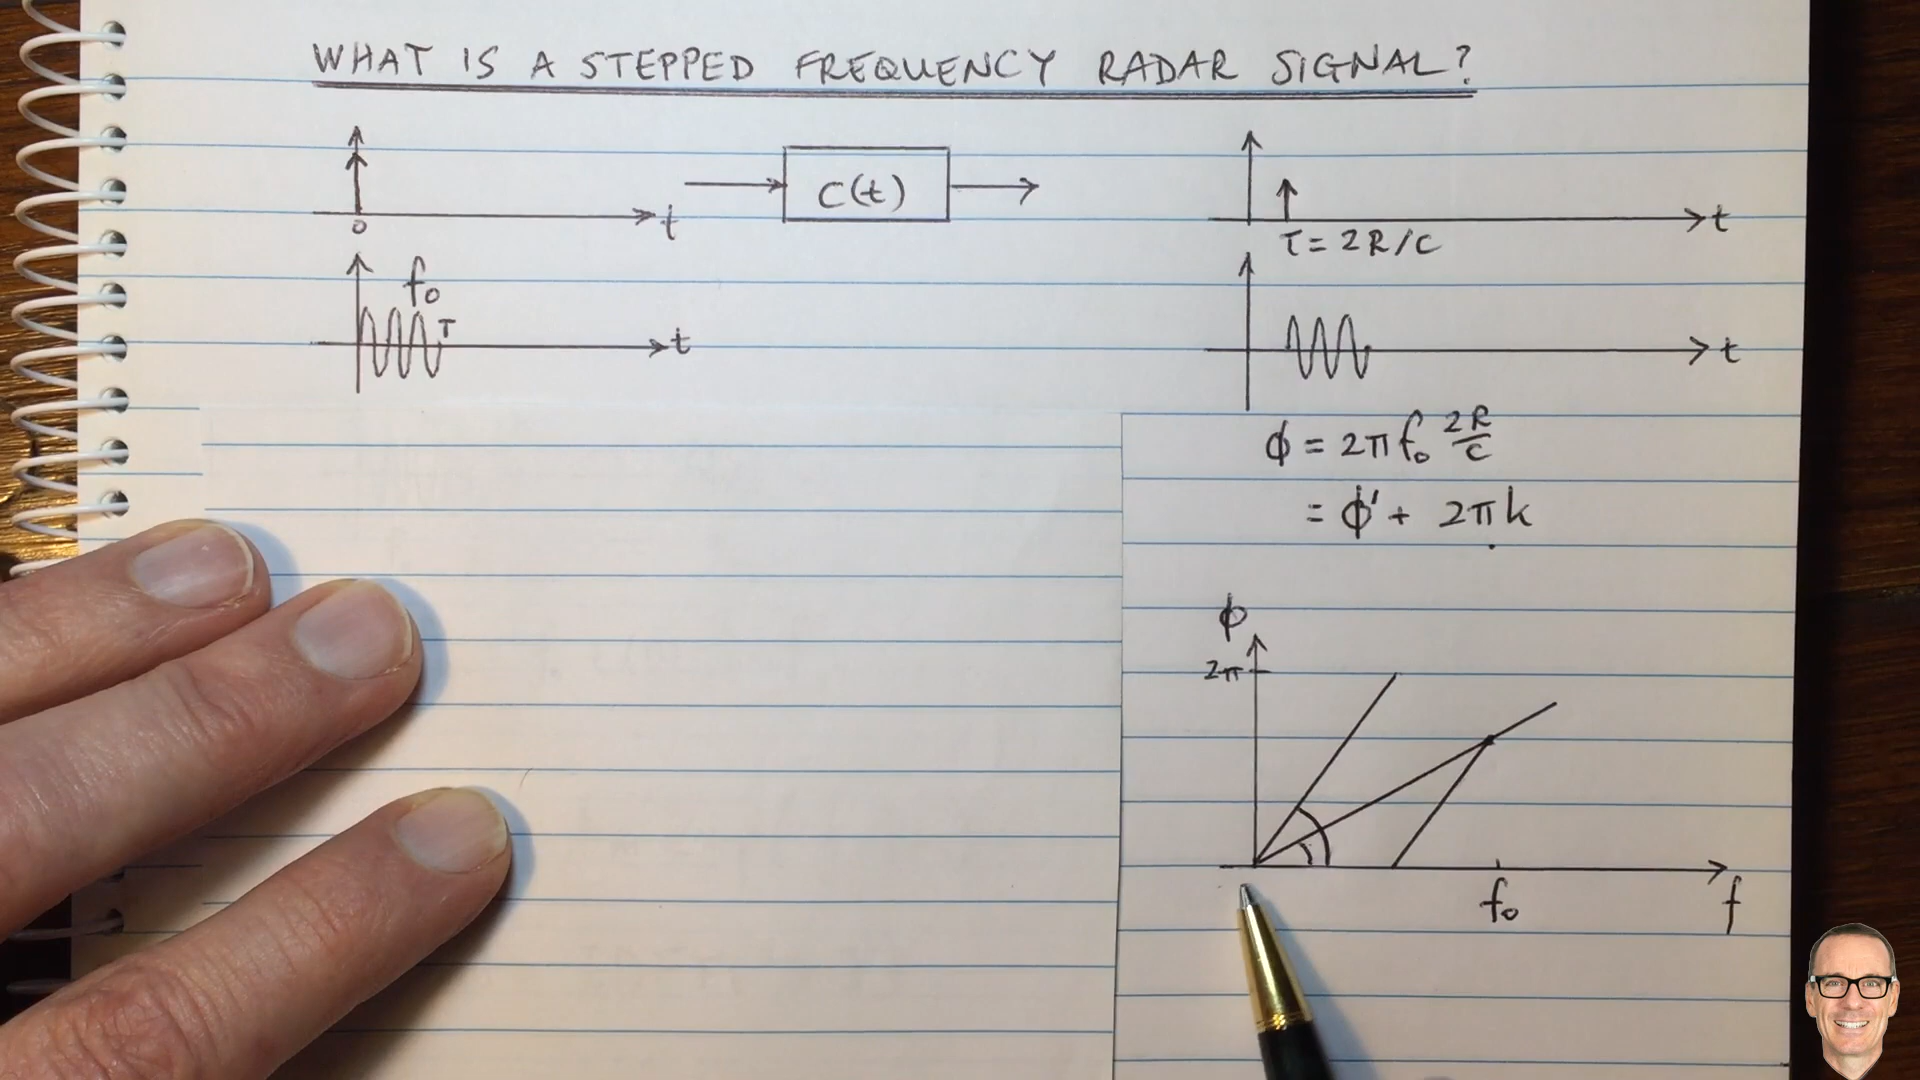 WHAT IS A STEPPED FREQUENCY RADAR SIGNAL?
0
t
C(t)
τ = 2R/C
t
f₀
T
t
t
ϕ = 2π f₀ 2R/C
= ϕ' + 2πk
ϕ
2π
f₀
f